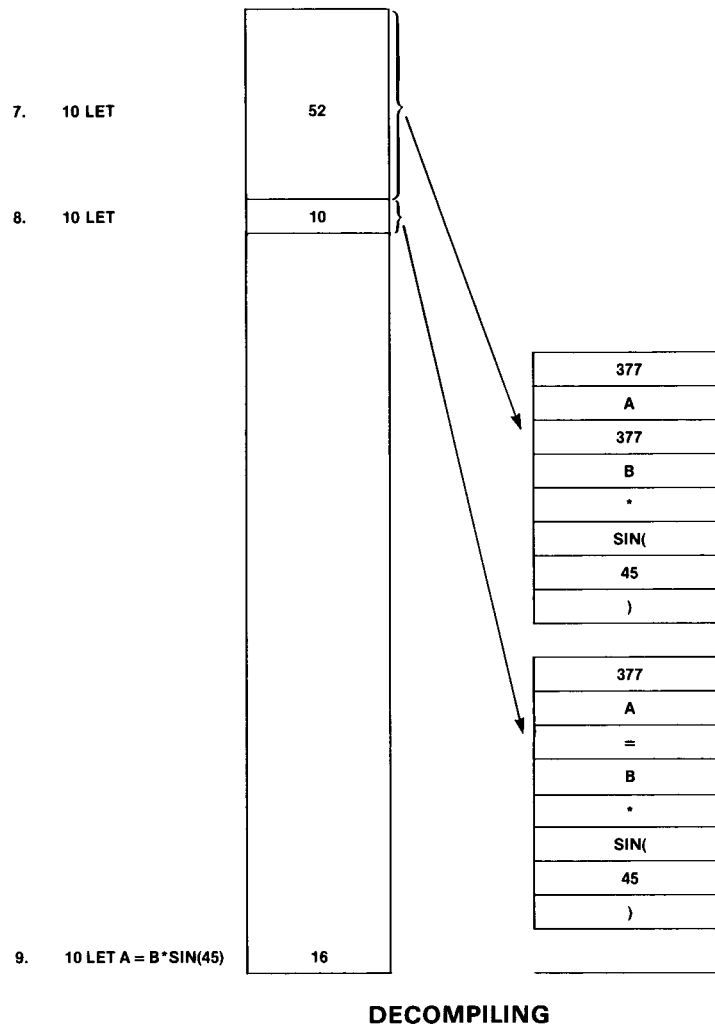 7. 10 LET 52
8. 10 LET 10
377
A
377
B
*
SIN(
45
)
377
A
=
B
*
SIN(
45
)
9. 10 LET A = B*SIN(45) 16
DECOMPILING